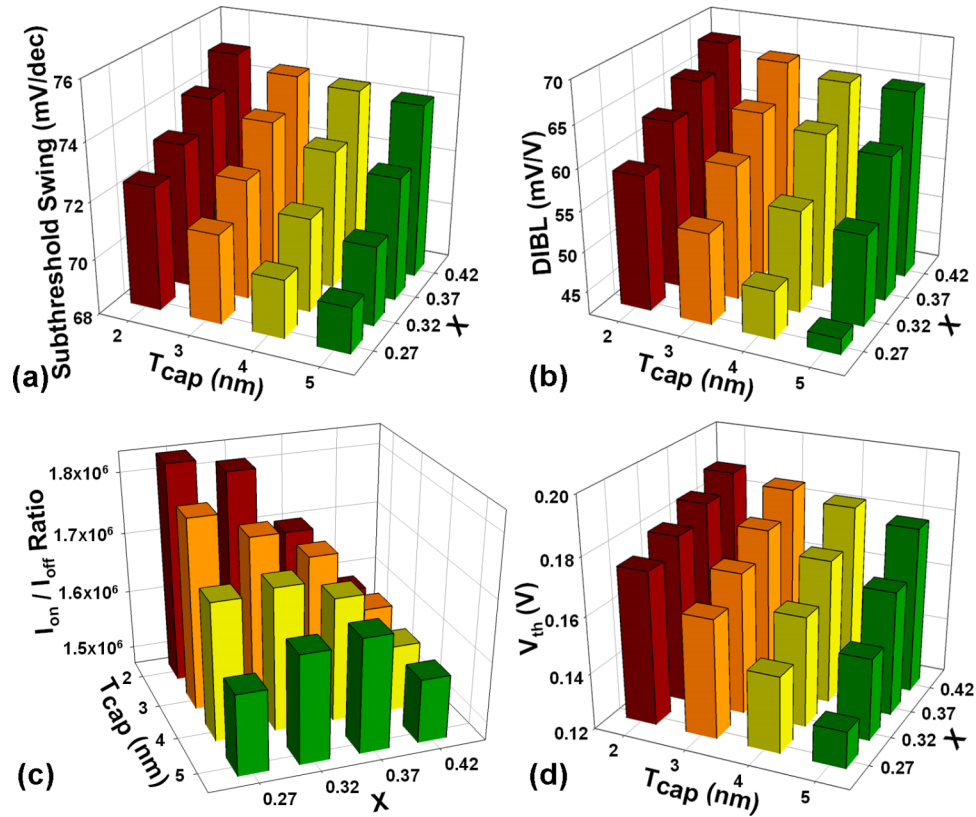 (a)
Subthreshold Swing (mV/dec)
76
74
72
70
68
2
3
4
5
Tcap (nm)
0.27
0.32
0.37
0.42
X
(b)
DIBL (mV/V)
70
65
60
55
50
45
2
3
4
5
Tcap (nm)
0.27
0.32
0.37
0.42
X
(c)
Ion / Ioff Ratio
1.8x10⁶
1.7x10⁶
1.6x10⁶
1.5x10⁶
2
3
4
5
Tcap (nm)
0.27
0.32
0.37
0.42
X
(d)
Vth (V)
0.20
0.18
0.16
0.14
0.12
2
3
4
5
Tcap (nm)
0.27
0.32
0.37
0.42
X